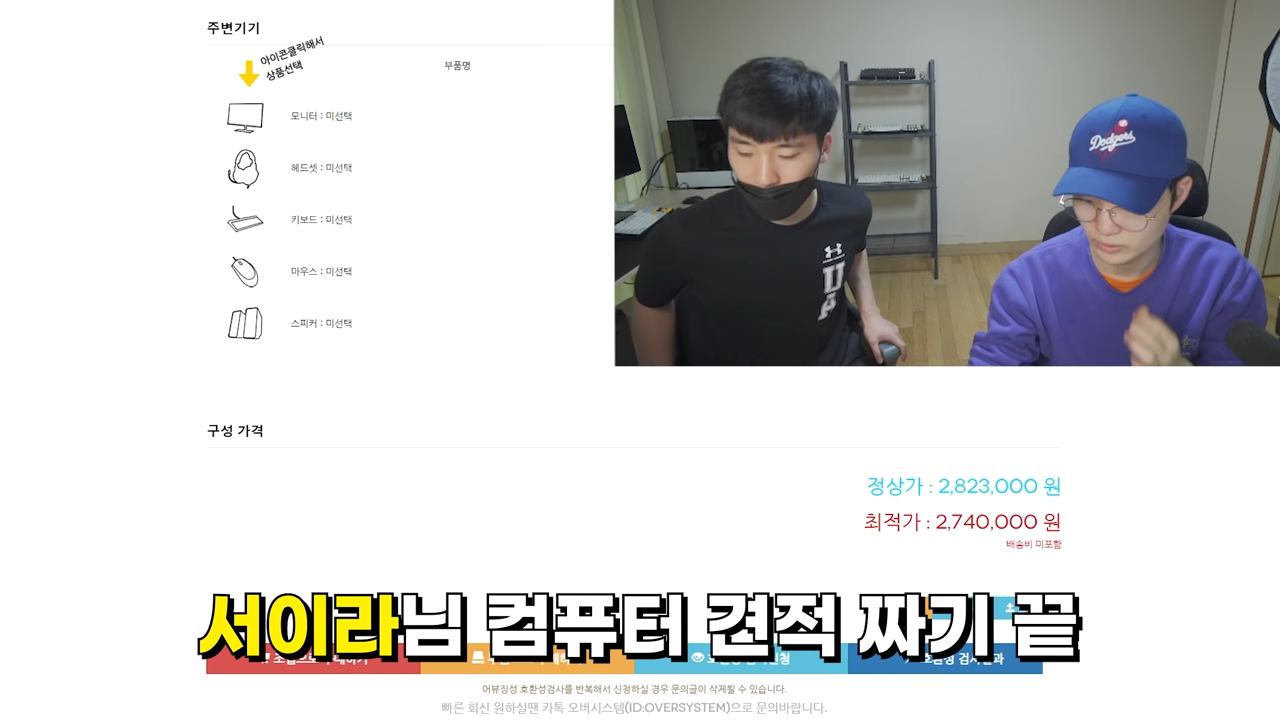 주변기기
아이콘클릭해서
상품선택
부품명
모니터 : 미선택
헤드셋 : 미선택
키보드 : 미선택
마우스 : 미선택
스피커 : 미선택
Dodgers
UA
구성 가격
정상가 : 2,823,000 원
최적가 : 2,740,000 원
배송비 미포함
서이라님 컴퓨터 견적 짜기 끝
어뷰징성 호환성검사를 반복해서 신청하실 경우 문의글이 삭제될 수 있습니다.
빠른 회신 원하실땐 카톡 오버시스템(ID:OVERSYSTEM)으로 문의바랍니다.